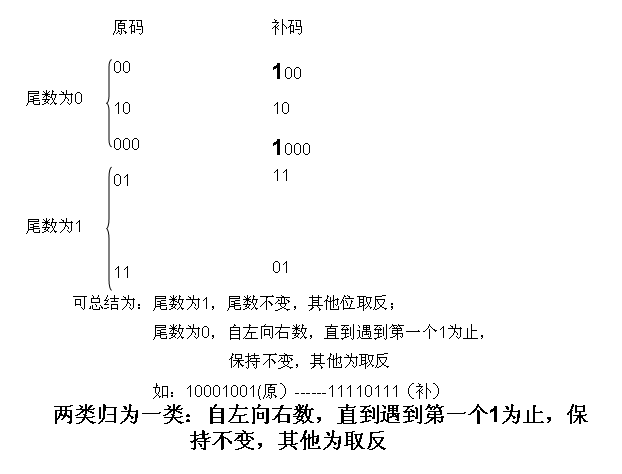 原码 补码
尾数为0
00 100
10 10
000 1000
尾数为1
01 11
11 01
可总结为：尾数为1，尾数不变，其他位取反；
尾数为0，自左向右数，直到遇到第一个1为止，
保持不变，其他为取反
如：10001001(原）------11110111（补）
两类归为一类：自左向右数，直到遇到第一个1为止，保
持不变，其他为取反